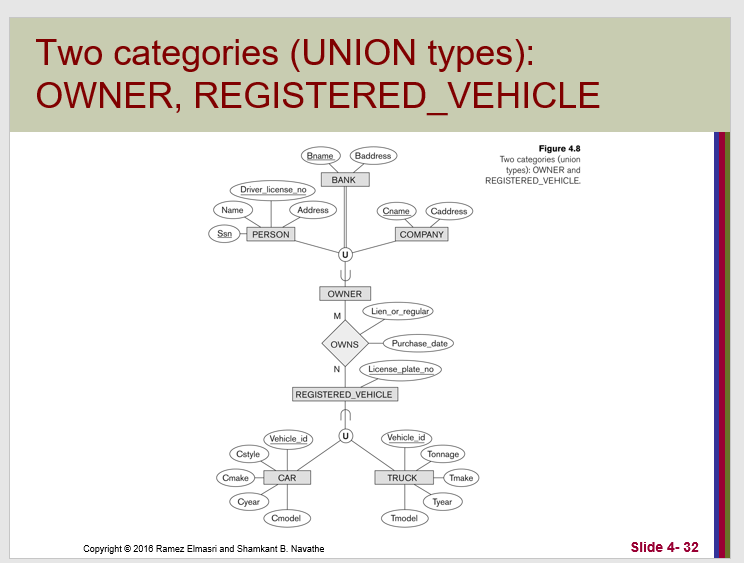 Two categories (UNION types):
OWNER, REGISTERED_VEHICLE
Figure 4.8
Two categories (union
types): OWNER and
REGISTERED_VEHICLE.
Bname
Baddress
BANK
Driver_license_no
Name
Address
Cname
Caddress
Ssn
PERSON
COMPANY
U
U
OWNER
M
Lien_or_regular
OWNS
Purchase_date
N
License_plate_no
REGISTERED_VEHICLE
U
U
Vehicle_id
Vehicle_id
Cstyle
Tonnage
Cmake
CAR
TRUCK
Tmake
Cyear
Tyear
Cmodel
Tmodel
Copyright © 2016 Ramez Elmasri and Shamkant B. Navathe
Slide 4- 32